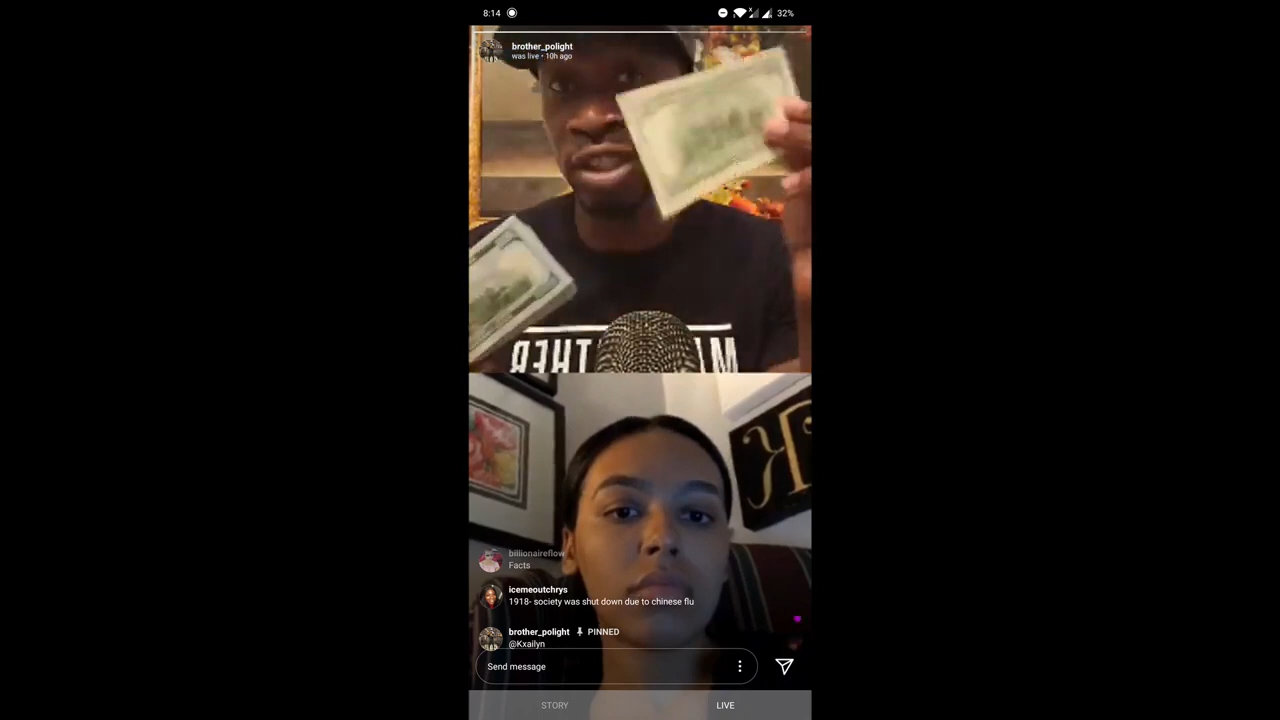 8:14
32%
brother_polight
was live • 10h ago
billionaireflow
Facts
icemeoutchrys
1918- society was shut down due to chinese flu
brother_polight PINNED
@Kxailyn
Send message
STORY LIVE